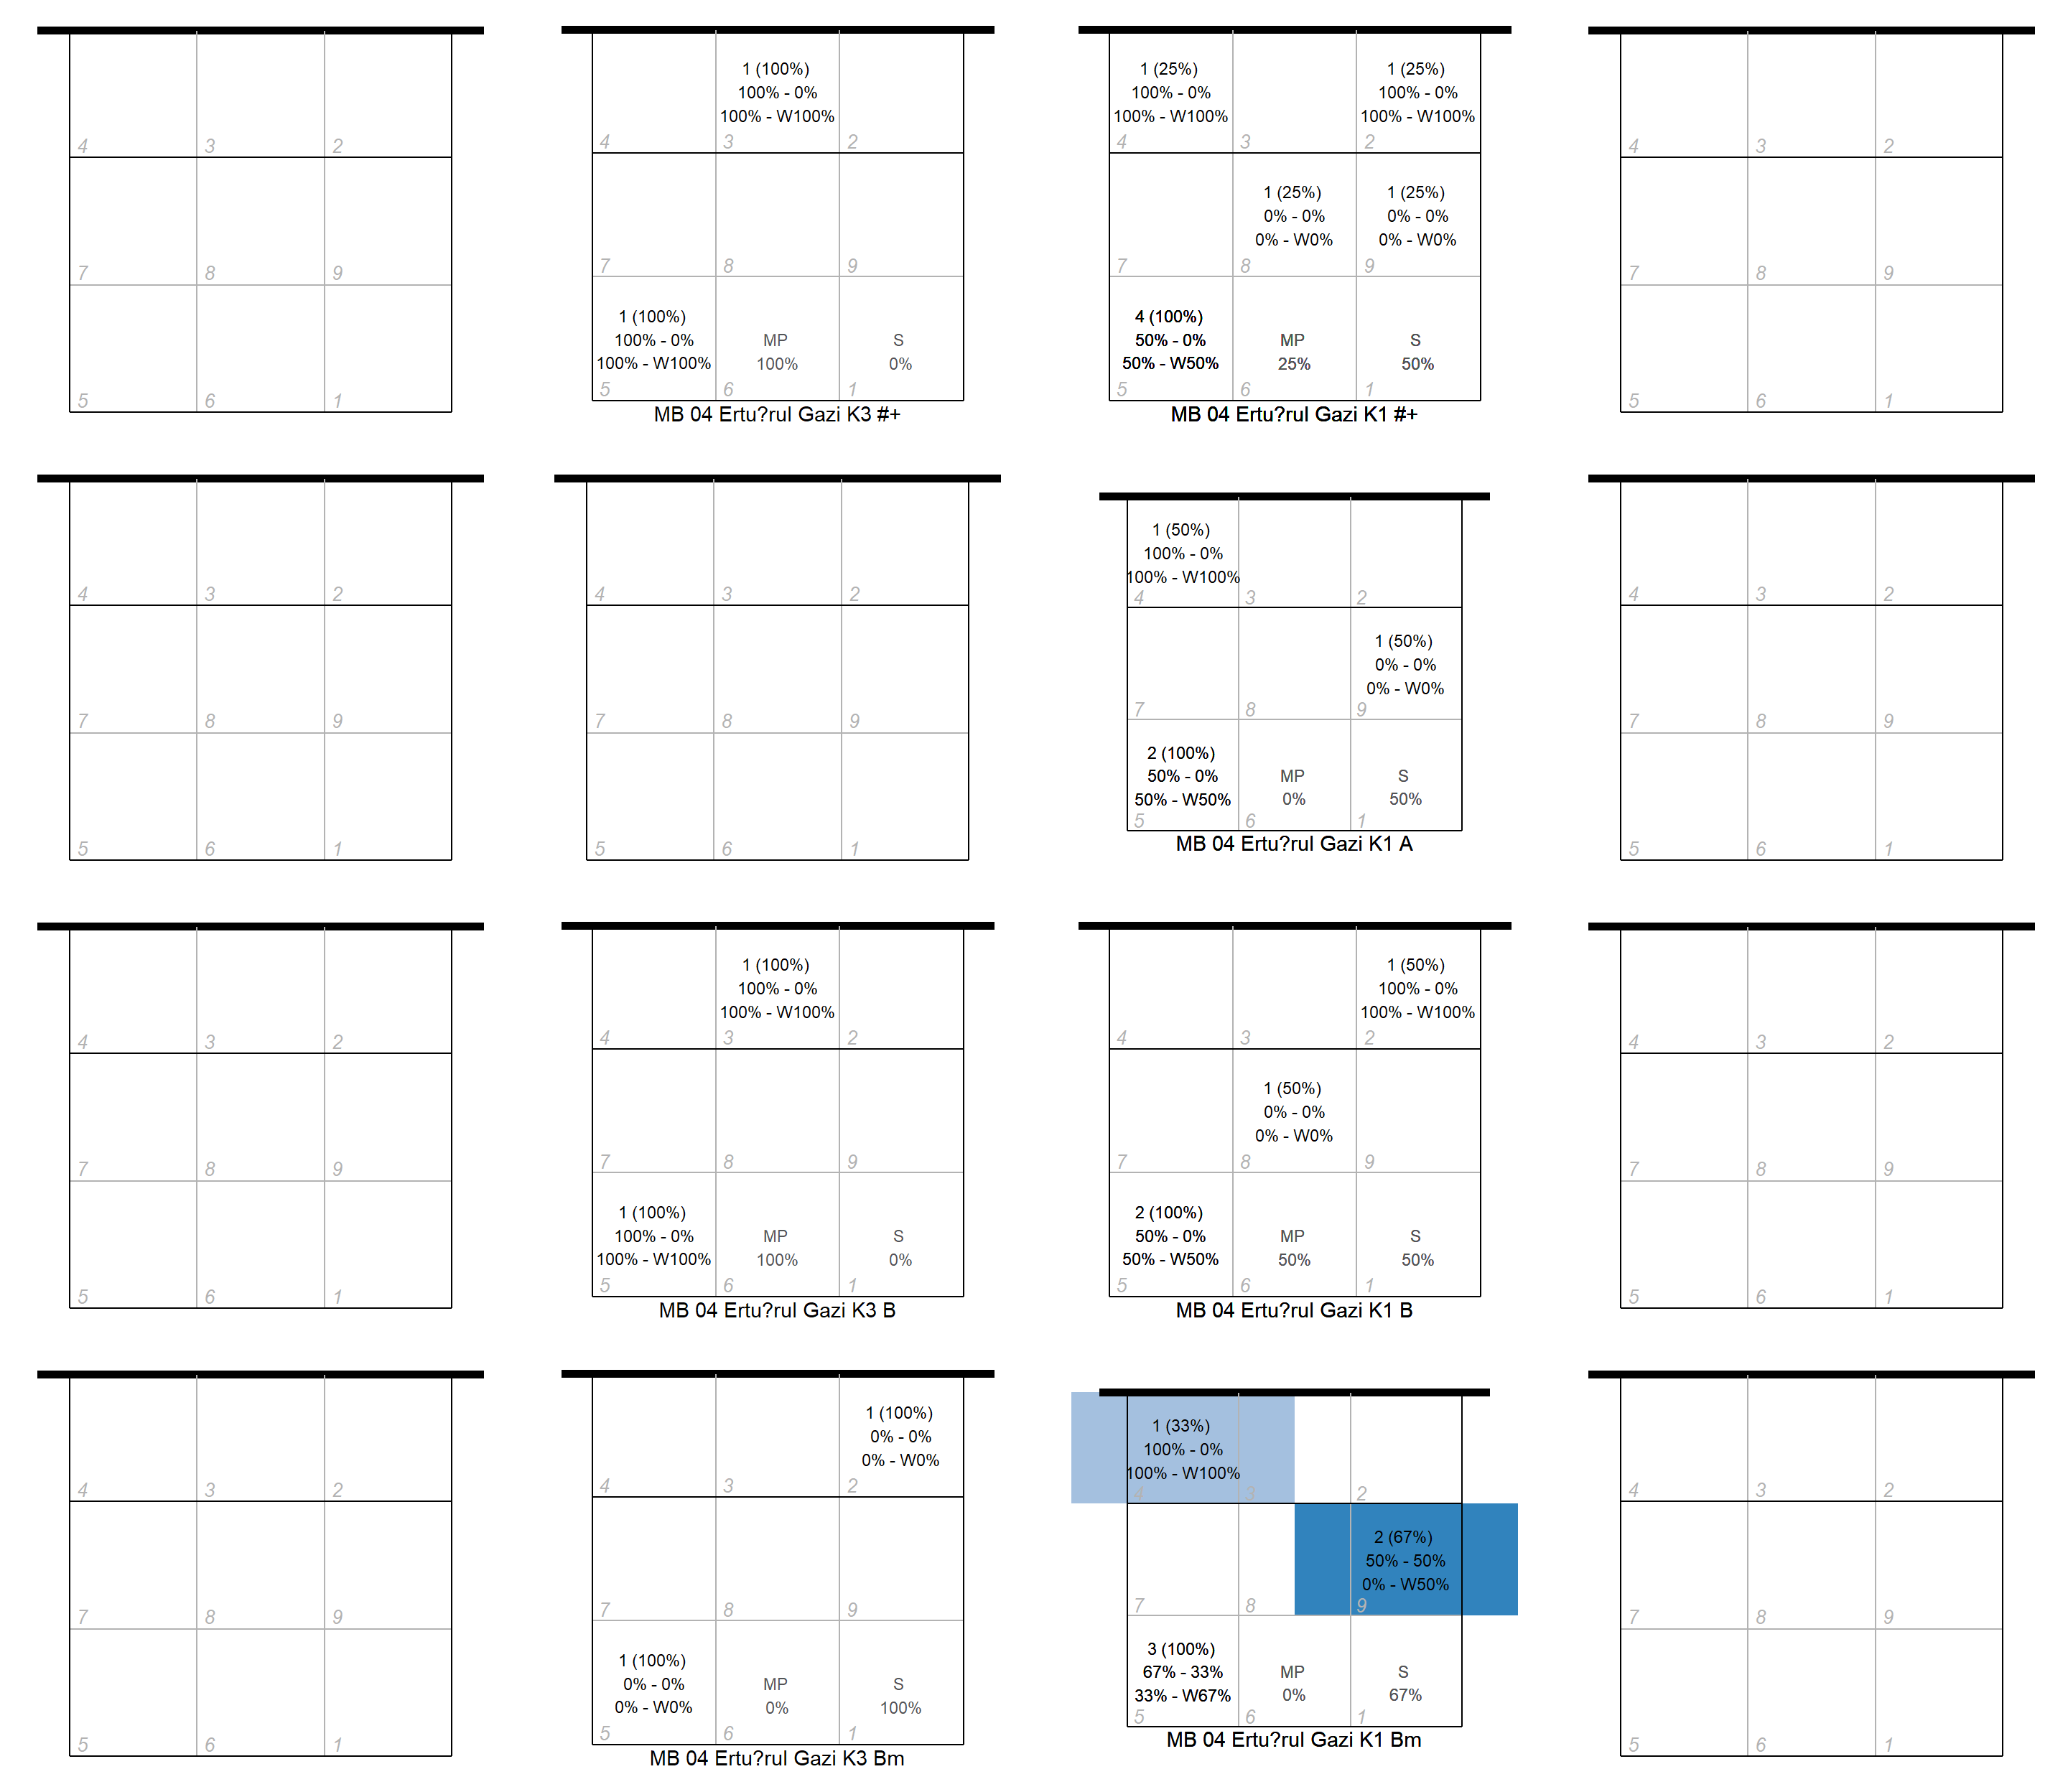 4 3 2
7 8 9
5 6 1
1 (100%)
100% - 0%
100% - W100%
4 3 2
7 8 9
1 (100%)
100% - 0%
100% - W100%
MP
100%
S
0%
5 6 1
MB 04 Ertu?rul Gazi K3 #+
1 (25%)
100% - 0%
100% - W100%
1 (25%)
100% - 0%
100% - W100%
4 3 2
1 (25%)
0% - 0%
0% - W0%
1 (25%)
0% - 0%
0% - W0%
7 8 9
4 (100%)
50% - 0%
50% - W50%
MP
25%
S
50%
5 6 1
MB 04 Ertu?rul Gazi K1 #+
4 3 2
7 8 9
5 6 1
4 3 2
7 8 9
5 6 1
4 3 2
7 8 9
5 6 1
1 (50%)
100% - 0%
100% - W100%
4 3 2
1 (50%)
0% - 0%
0% - W0%
7 8 9
2 (100%)
50% - 0%
50% - W50%
MP
0%
S
50%
5 6 1
MB 04 Ertu?rul Gazi K1 A
4 3 2
7 8 9
5 6 1
4 3 2
7 8 9
5 6 1
1 (100%)
100% - 0%
100% - W100%
4 3 2
7 8 9
1 (100%)
100% - 0%
100% - W100%
MP
100%
S
0%
5 6 1
MB 04 Ertu?rul Gazi K3 B
1 (50%)
100% - 0%
100% - W100%
4 3 2
1 (50%)
0% - 0%
0% - W0%
7 8 9
2 (100%)
50% - 0%
50% - W50%
MP
50%
S
50%
5 6 1
MB 04 Ertu?rul Gazi K1 B
4 3 2
7 8 9
5 6 1
4 3 2
7 8 9
5 6 1
1 (100%)
0% - 0%
0% - W0%
4 3 2
7 8 9
1 (100%)
0% - 0%
0% - W0%
MP
0%
S
100%
5 6 1
MB 04 Ertu?rul Gazi K3 Bm
1 (33%)
100% - 0%
100% - W100%
4 3 2
2 (67%)
50% - 50%
0% - W50%
7 8 9
3 (100%)
67% - 33%
33% - W67%
MP
0%
S
67%
5 6 1
MB 04 Ertu?rul Gazi K1 Bm
4 3 2
7 8 9
5 6 1